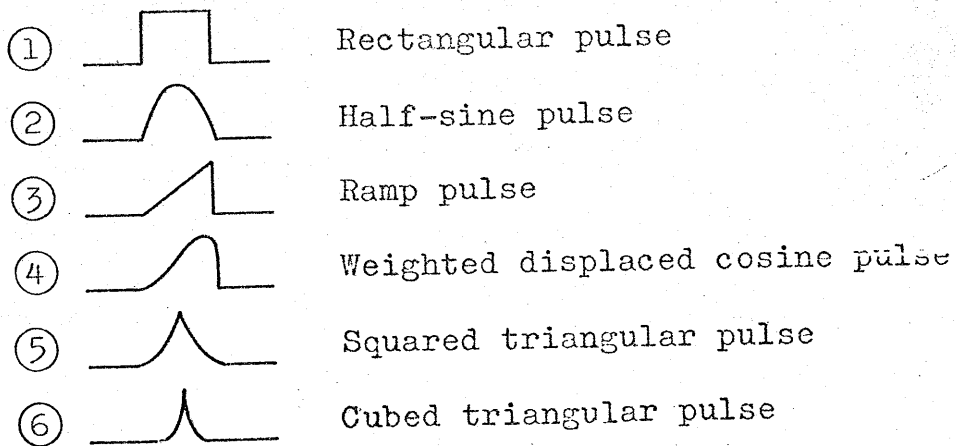 ① Rectangular pulse
② Half-sine pulse
③ Ramp pulse
④ Weighted displaced cosine pulse
⑤ Squared triangular pulse
⑥ Cubed triangular pulse